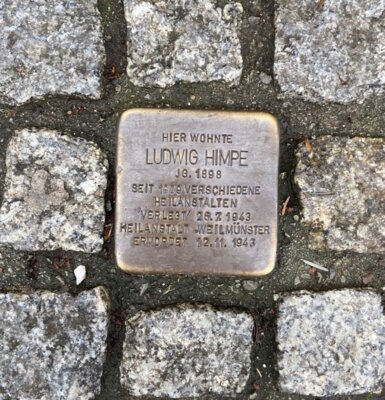 HIER WOHNTE
LUDWIG HIMPE
JG. 1898
SEIT VERSCHIEDENE
HEILANSTALTEN
'VERLEGT' 26.7.1943
HEILANSTALT WEILMÜNSTER
ERMORDET 12.11.1943